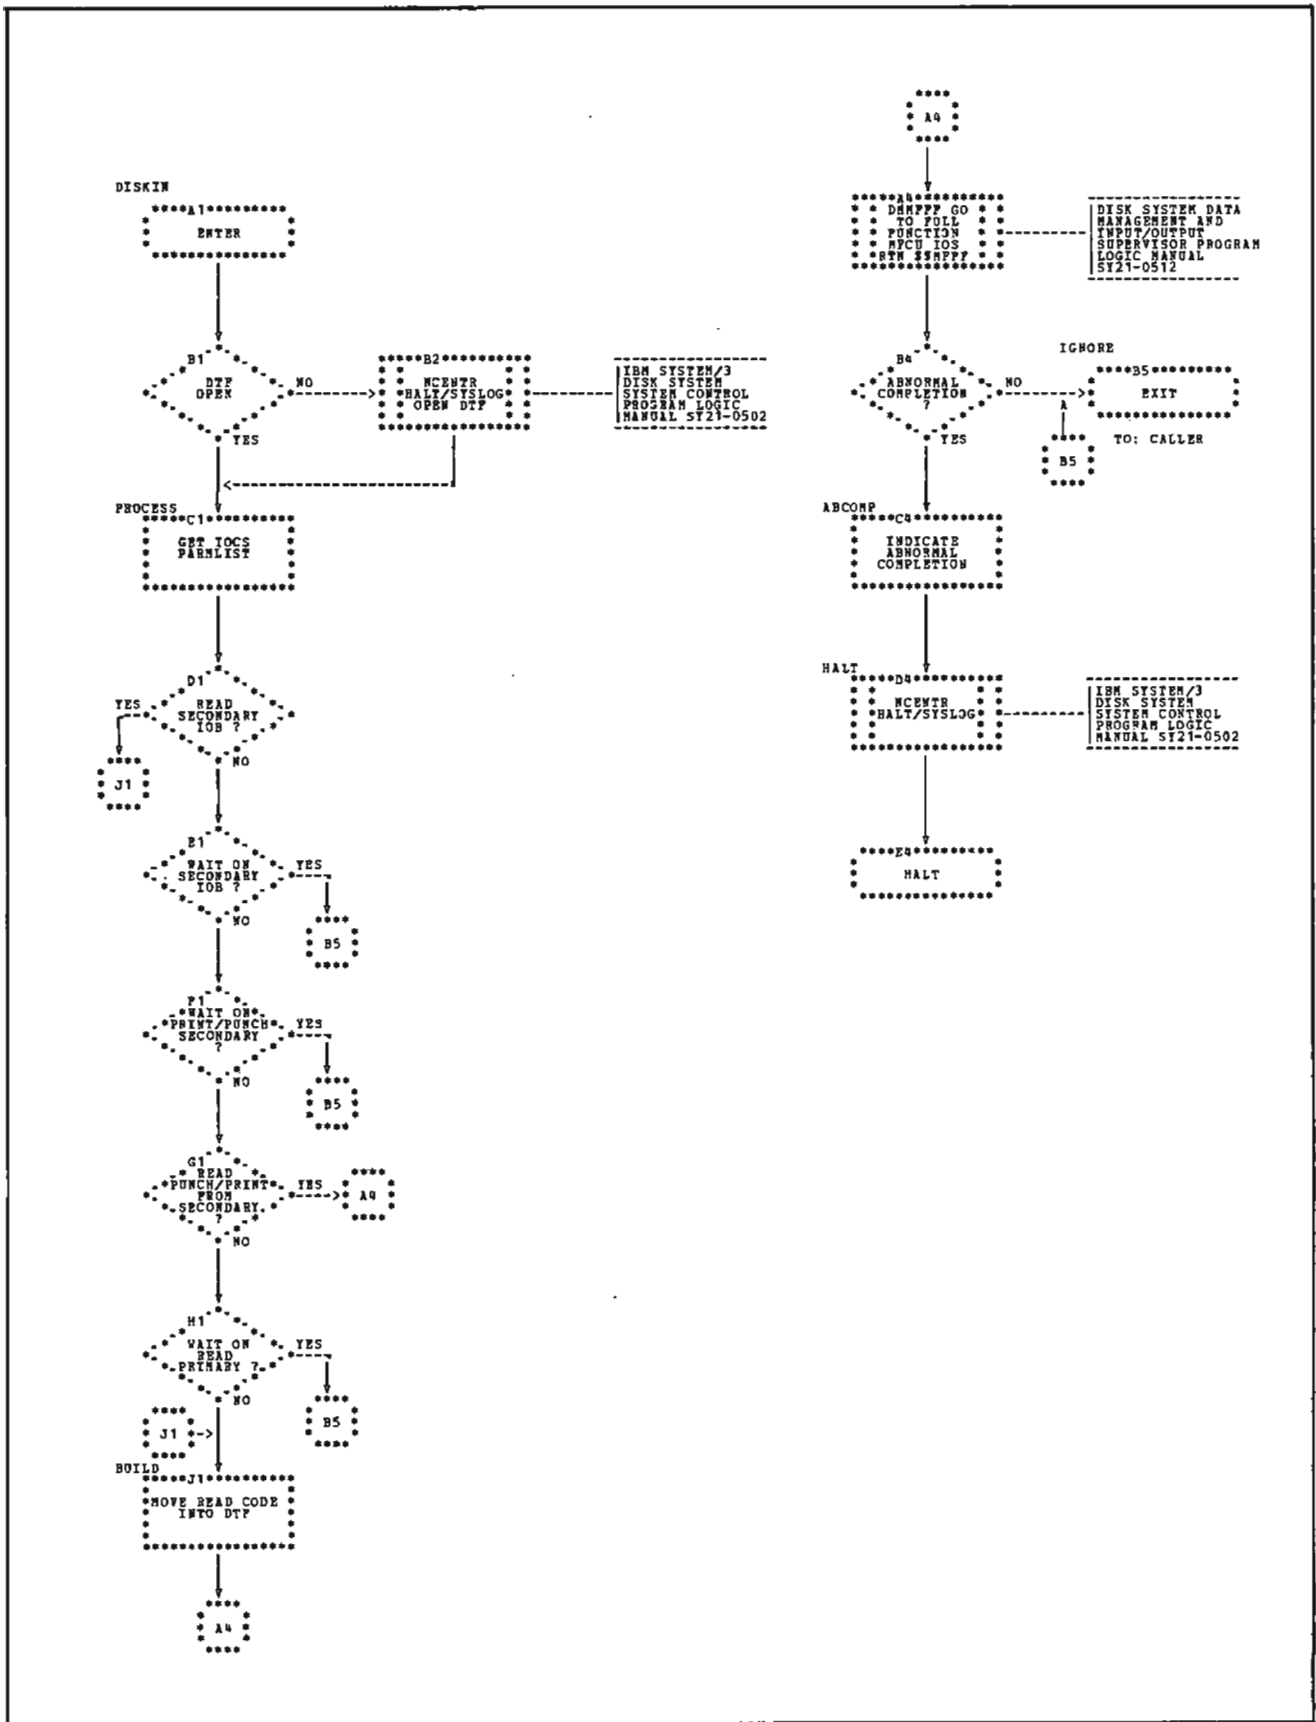 DISKIN
A1
ENTER
B1
DTF
OPEN
NO
YES
B2
NCENTR
HALT/SYSLOG
OPEN DTF
IBM SYSTEM/3
DISK SYSTEM
SYSTEM CONTROL
PROGRAM LOGIC
MANUAL SY21-0502
PROCESS
C1
GET IOCS
PARMLIST
D1
READ
SECONDARY
IOB ?
YES
NO
J1
E1
WAIT ON
SECONDARY
IOB ?
YES
NO
B5
F1
WAIT ON
PRINT/PUNCH
SECONDARY
?
YES
NO
B5
G1
READ
PUNCH/PRINT
FROM
SECONDARY
?
YES
NO
A4
H1
WAIT ON
READ
PRIMARY ?
YES
NO
B5
J1
BUILD
J1
MOVE READ CODE
INTO DTF
A4
A4
A4
DMMFFF GO
TO FULL
FUNCTION
MFCU IOS
RTN $$MFFF
DISK SYSTEM DATA
MANAGEMENT AND
INPUT/OUTPUT
SUPERVISOR PROGRAM
LOGIC MANUAL
SY21-0512
B4
ABNORMAL
COMPLETION
?
NO
YES
IGNORE
B5
EXIT
TO: CALLER
A
B5
ABCOMP
C4
INDICATE
ABNORMAL
COMPLETION
HALT
D4
NCENTR
HALT/SYSLOG
IBM SYSTEM/3
DISK SYSTEM
SYSTEM CONTROL
PROGRAM LOGIC
MANUAL SY21-0502
E4
HALT